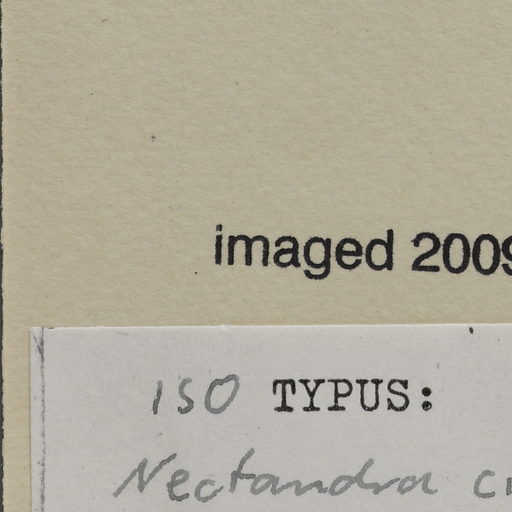 imaged 2009
ISO TYPUS:
Nectandra